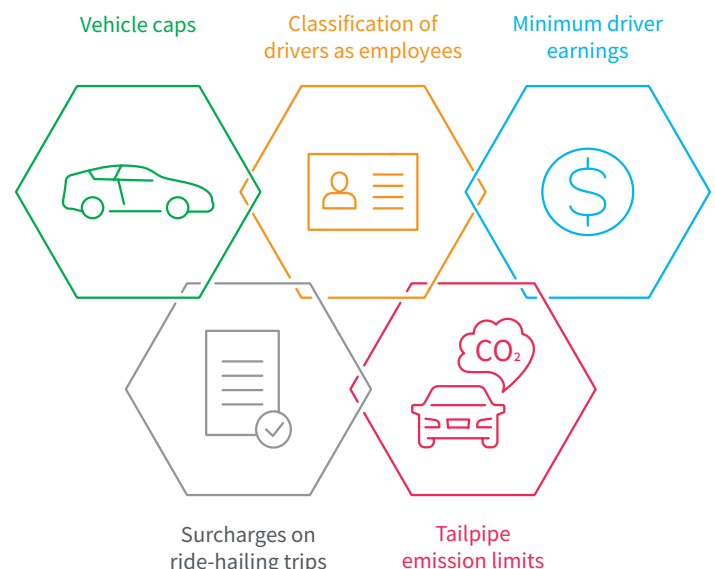 Vehicle caps
Classification of
drivers as employees
Minimum driver
earnings
CO₂
Surcharges on
ride-hailing trips
Tailpipe
emission limits